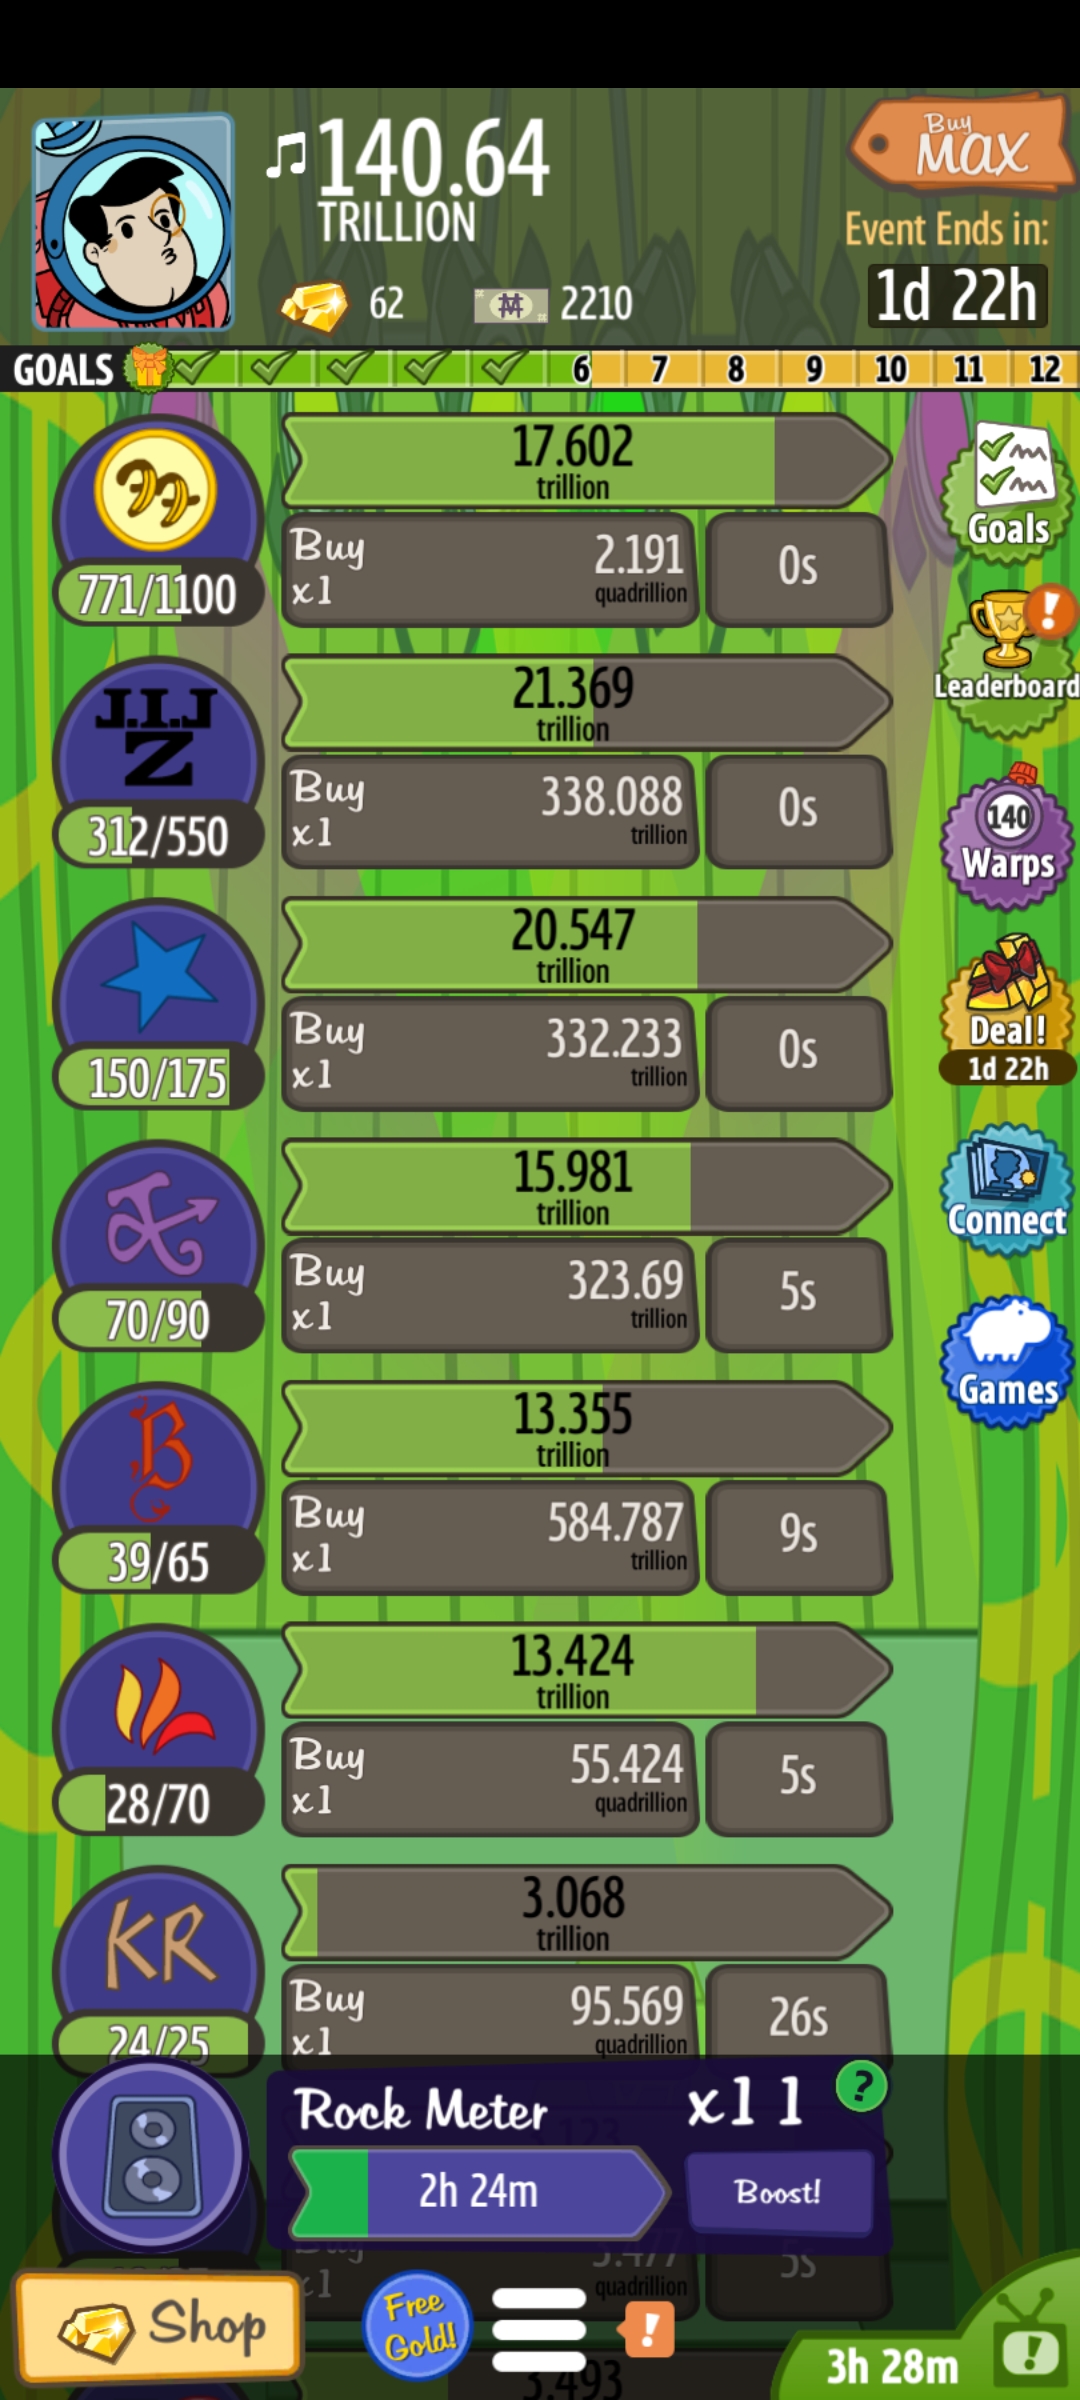 140.64
TRILLION
Buy
MAX
Event Ends in:
1d 22h
62
2210
GOALS
6 7 8 9 10 11 12
17.602
trillion
Buy
x1
2.191
quadrillion
0s
771/1100
Goals
J.I.J
Z
21.369
trillion
Buy
x1
338.088
trillion
0s
312/550
Leaderboard
20.547
trillion
Buy
x1
332.233
trillion
0s
150/175
140
Warps
Deal!
1d 22h
15.981
trillion
Buy
x1
323.69
trillion
5s
70/90
Connect
B
13.355
trillion
Buy
x1
584.787
trillion
9s
39/65
Games
13.424
trillion
Buy
x1
55.424
quadrillion
5s
28/70
KR
3.068
trillion
Buy
x1
95.569
quadrillion
26s
24/25
Rock Meter
x11
?
2h 24m
Boost!
Buy
x1
quadrillion
5s
Shop
Free
Gold!
!
3h 28m
!